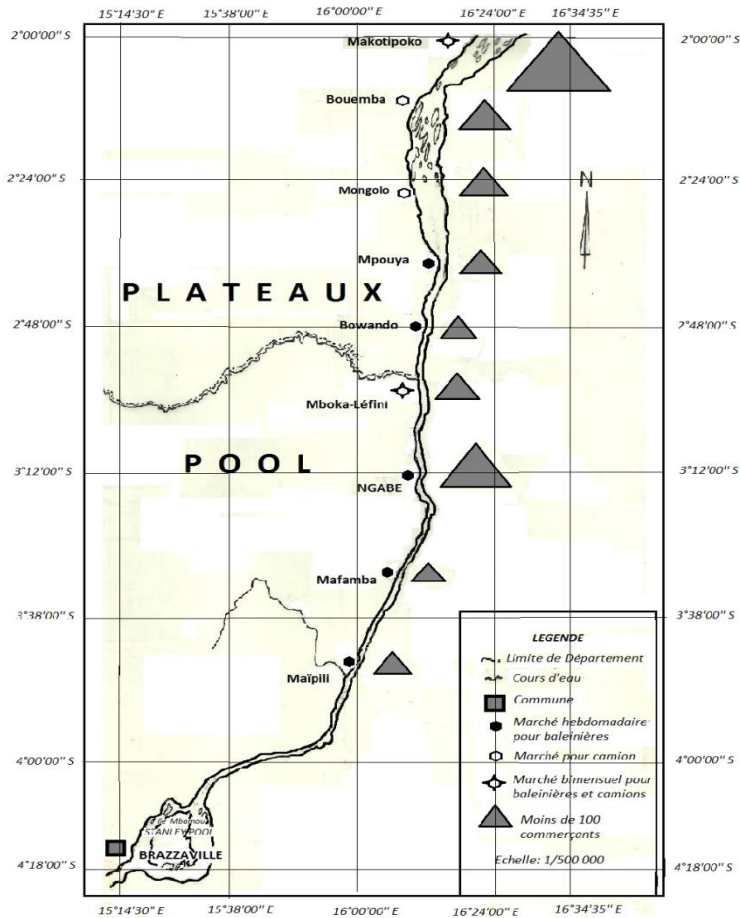 15°14'30'' E 15°38'00'' E 16°00'00'' E 16°24'00'' E 16°34'35'' E
2°00'00'' S
2°00'00'' S
Makotipoko
Bouemba
2°24'00'' S
2°24'00'' S
Mongolo
N
Mpouya
PLATEAUX
2°48'00'' S
Bowando
2°48'00'' S
Mboka-Léfini
POOL
3°12'00'' S
3°12'00'' S
NGABE
Mafamba
3°38'00'' S
3°38'00'' S
Maïpili
LEGENDE
Limite de Département
Cours d'eau
Commune
Marché hebdomadaire
pour baleinières
Marché pour camion
Marché bimensuel pour
baleinières et camions
Moins de 100
commerçants
Echelle: 1/500 000
4°00'00'' S
4°00'00'' S
Ile Mbamou
STANLEY POOL
BRAZZAVILLE
4°18'00'' S
4°18'00'' S
15°14'30'' E 15°38'00'' E 16°00'00'' E 16°24'00'' E 16°34'35'' E